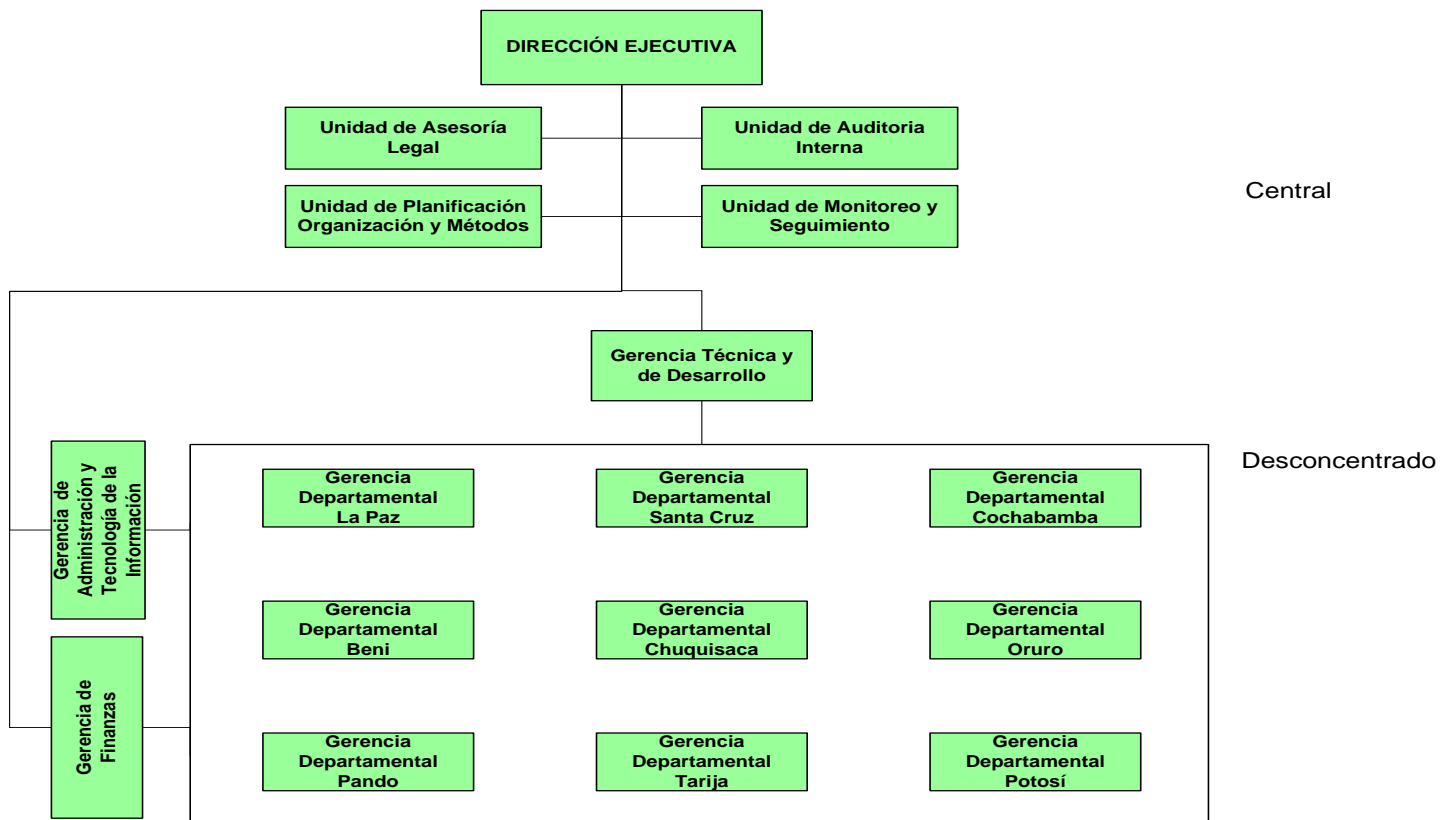 DIRECCIÓN EJECUTIVA
Unidad de Asesoría
Legal
Unidad de Auditoria
Interna
Unidad de Planificación
Organización y Métodos
Unidad de Monitoreo y
Seguimiento
Central
Gerencia Técnica y
de Desarrollo
Desconcentrado
Gerencia de
Administración y
Tecnología de la
Información
Gerencia
Departamental
La Paz
Gerencia
Departamental
Santa Cruz
Gerencia
Departamental
Cochabamba
Gerencia
Departamental
Beni
Gerencia
Departamental
Chuquisaca
Gerencia
Departamental
Oruro
Gerencia de
Finanzas
Gerencia
Departamental
Pando
Gerencia
Departamental
Tarija
Gerencia
Departamental
Potosí